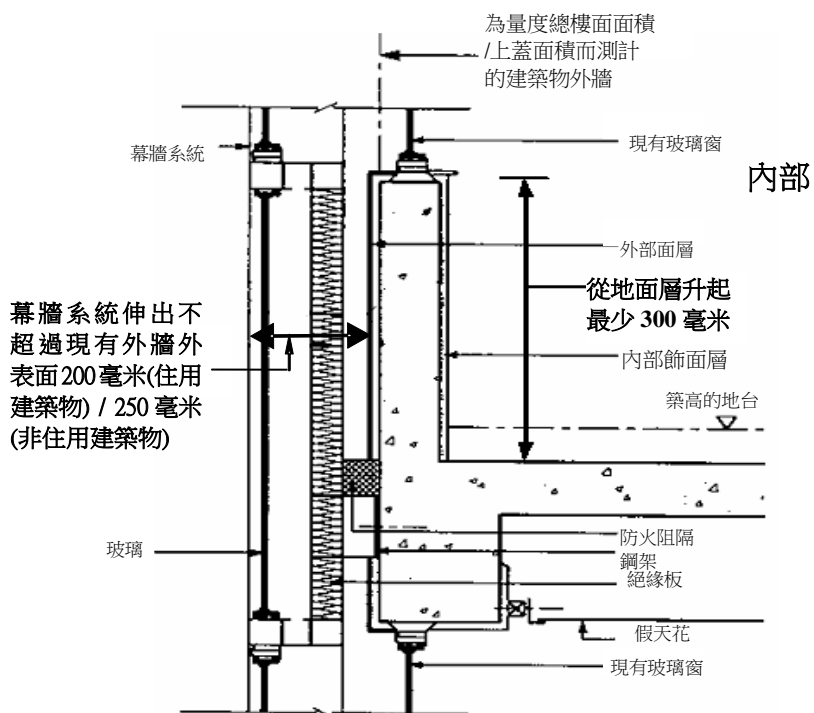 為量度總樓面面積
/上蓋面積而測計
的建築物外牆
幕牆系統
現有玻璃窗
內部
外部面層
從地面層升起
最少 300 毫米
幕牆系統伸出不
超過現有外牆外
表面200毫米(住用
建築物) / 250 毫米
(非住用建築物)
內部飾面層
築高的地台
玻璃
防火阻隔
鋼架
絕緣板
假天花
現有玻璃窗